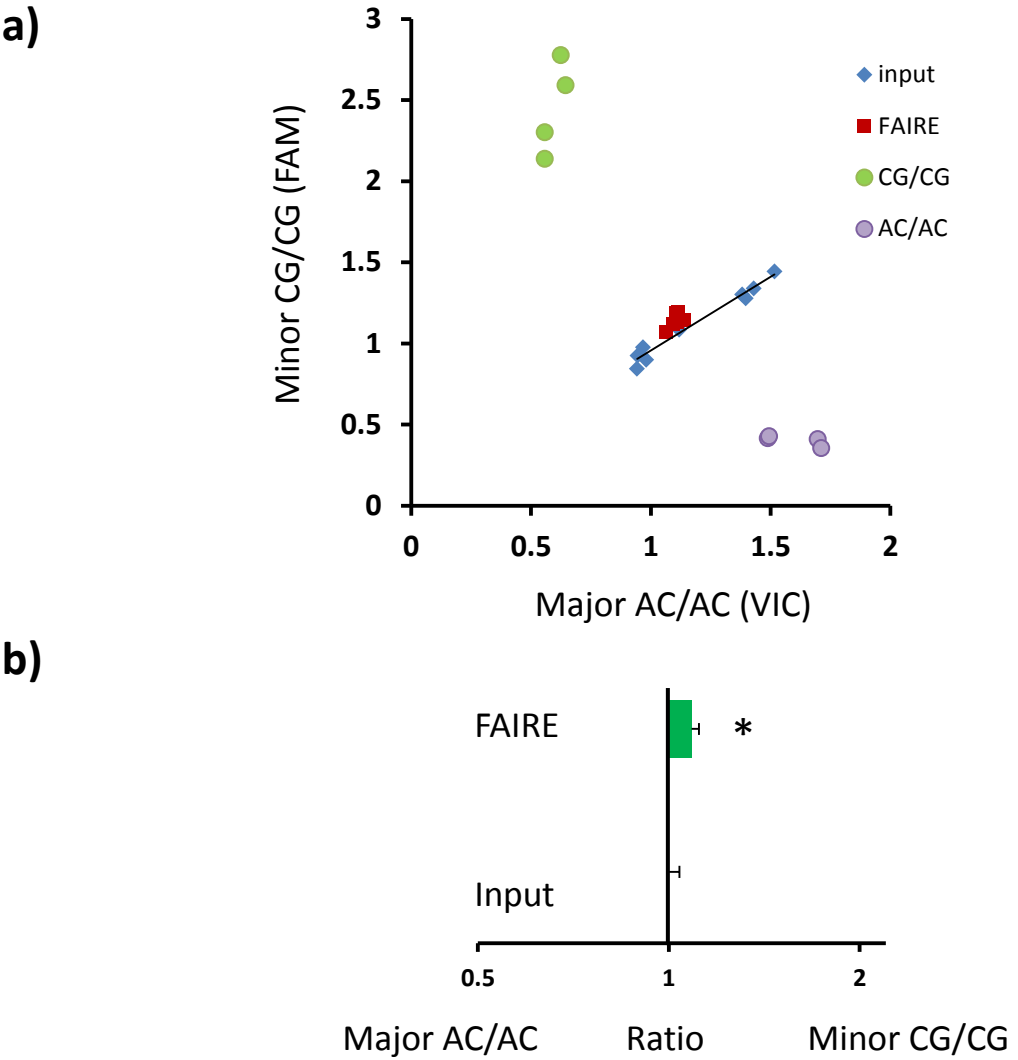 a)
Minor CG/CG (FAM)
3
2.5
2
1.5
1
0.5
0
0 0.5 1 1.5 2
Major AC/AC (VIC)
input
FAIRE
CG/CG
AC/AC
b)
FAIRE *
Input
0.5 1 2
Major AC/AC Ratio Minor CG/CG